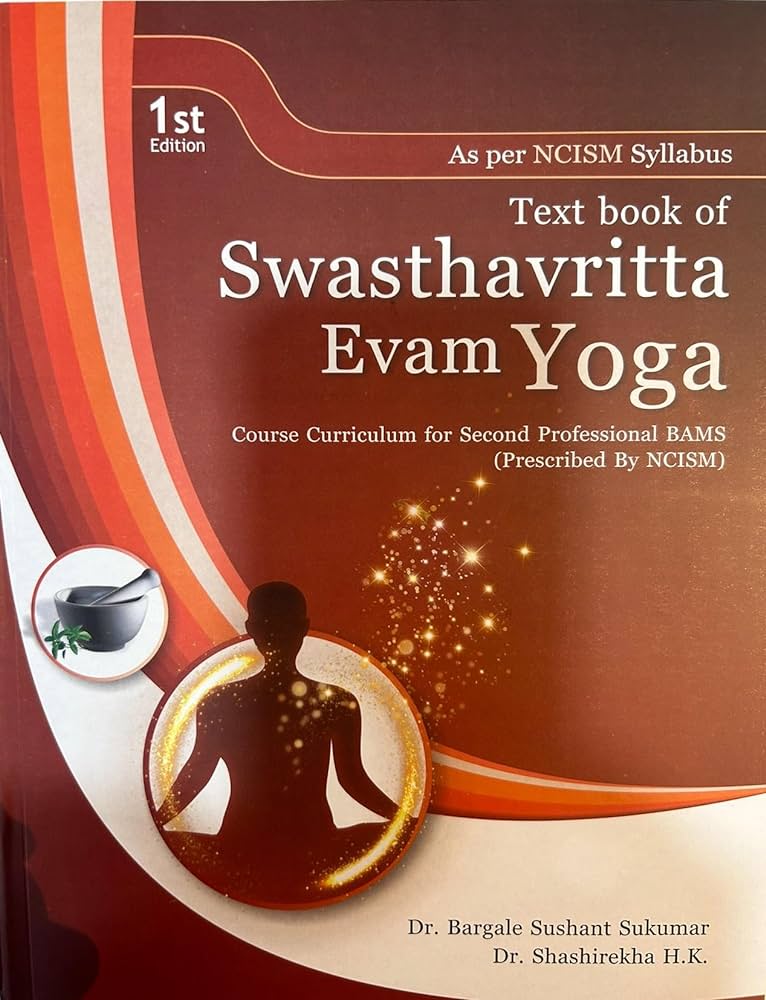 1st
Edition
As per NCISM Syllabus
Text book of
Swasthavritta
Evam Yoga
Course Curriculum for Second Professional BAMS
(Prescribed By NCISM)
Dr. Bargale Sushant Sukumar
Dr. Shashirekha H.K.